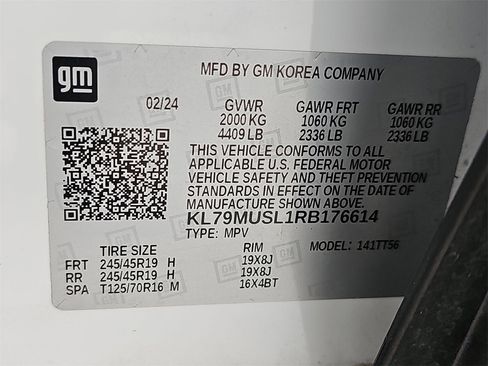 gm
MFD BY GM KOREA COMPANY
02/24 GVWR GAWR FRT GAWR RR
2000 KG 1060 KG 1060 KG
4409 LB 2336 LB 2336 LB
THIS VEHICLE CONFORMS TO ALL
APPLICABLE U.S. FEDERAL MOTOR
VEHICLE SAFETY AND THEFT PREVENTION
STANDARDS IN EFFECT ON THE DATE OF
MANUFACTURE SHOWN ABOVE.
KL79MUSL1RB176614
TYPE: MPV MODEL: 141TT56
TIRE SIZE RIM
FRT 245/45R19 H 19X8J
RR 245/45R19 H 19X8J
SPA T125/70R16 M 16X4BT